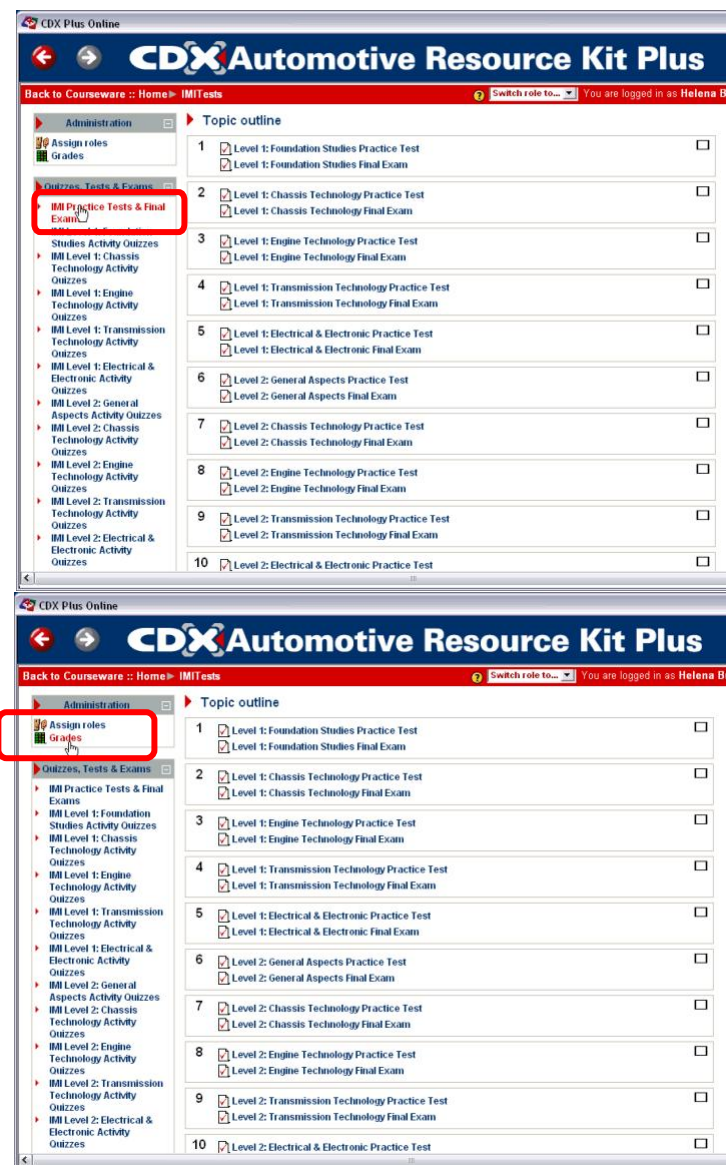 CDX Plus Online
CDX Automotive Resource Kit Plus
Back to Courseware :: Home ► IMITests
Switch role to...
You are logged in as Helena B
Administration
Assign roles
Grades
Quizzes, Tests & Exams
IMI Practice Tests & Final
Exams
Studies Activity Quizzes
IMI Level 1: Chassis
Technology Activity
Quizzes
IMI Level 1: Engine
Technology Activity
Quizzes
IMI Level 1: Transmission
Technology Activity
Quizzes
IMI Level 1: Electrical &
Electronic Activity
Quizzes
IMI Level 2: General
Aspects Activity Quizzes
IMI Level 2: Chassis
Technology Activity
Quizzes
IMI Level 2: Engine
Technology Activity
Quizzes
IMI Level 2: Transmission
Technology Activity
Quizzes
IMI Level 2: Electrical &
Electronic Activity
Quizzes
Topic outline
1 Level 1: Foundation Studies Practice Test
Level 1: Foundation Studies Final Exam
2 Level 1: Chassis Technology Practice Test
Level 1: Chassis Technology Final Exam
3 Level 1: Engine Technology Practice Test
Level 1: Engine Technology Final Exam
4 Level 1: Transmission Technology Practice Test
Level 1: Transmission Technology Final Exam
5 Level 1: Electrical & Electronic Practice Test
Level 1: Electrical & Electronic Final Exam
6 Level 2: General Aspects Practice Test
Level 2: General Aspects Final Exam
7 Level 2: Chassis Technology Practice Test
Level 2: Chassis Technology Final Exam
8 Level 2: Engine Technology Practice Test
Level 2: Engine Technology Final Exam
9 Level 2: Transmission Technology Practice Test
Level 2: Transmission Technology Final Exam
10 Level 2: Electrical & Electronic Practice Test
CDX Plus Online
CDX Automotive Resource Kit Plus
Back to Courseware :: Home ► IMITests
Switch role to...
You are logged in as Helena B
Administration
Assign roles
Grades
Quizzes, Tests & Exams
IMI Practice Tests & Final
Exams
IMI Level 1: Foundation
Studies Activity Quizzes
IMI Level 1: Chassis
Technology Activity
Quizzes
IMI Level 1: Engine
Technology Activity
Quizzes
IMI Level 1: Transmission
Technology Activity
Quizzes
IMI Level 1: Electrical &
Electronic Activity
Quizzes
IMI Level 2: General
Aspects Activity Quizzes
IMI Level 2: Chassis
Technology Activity
Quizzes
IMI Level 2: Engine
Technology Activity
Quizzes
IMI Level 2: Transmission
Technology Activity
Quizzes
IMI Level 2: Electrical &
Electronic Activity
Quizzes
Topic outline
1 Level 1: Foundation Studies Practice Test
Level 1: Foundation Studies Final Exam
2 Level 1: Chassis Technology Practice Test
Level 1: Chassis Technology Final Exam
3 Level 1: Engine Technology Practice Test
Level 1: Engine Technology Final Exam
4 Level 1: Transmission Technology Practice Test
Level 1: Transmission Technology Final Exam
5 Level 1: Electrical & Electronic Practice Test
Level 1: Electrical & Electronic Final Exam
6 Level 2: General Aspects Practice Test
Level 2: General Aspects Final Exam
7 Level 2: Chassis Technology Practice Test
Level 2: Chassis Technology Final Exam
8 Level 2: Engine Technology Practice Test
Level 2: Engine Technology Final Exam
9 Level 2: Transmission Technology Practice Test
Level 2: Transmission Technology Final Exam
10 Level 2: Electrical & Electronic Practice Test